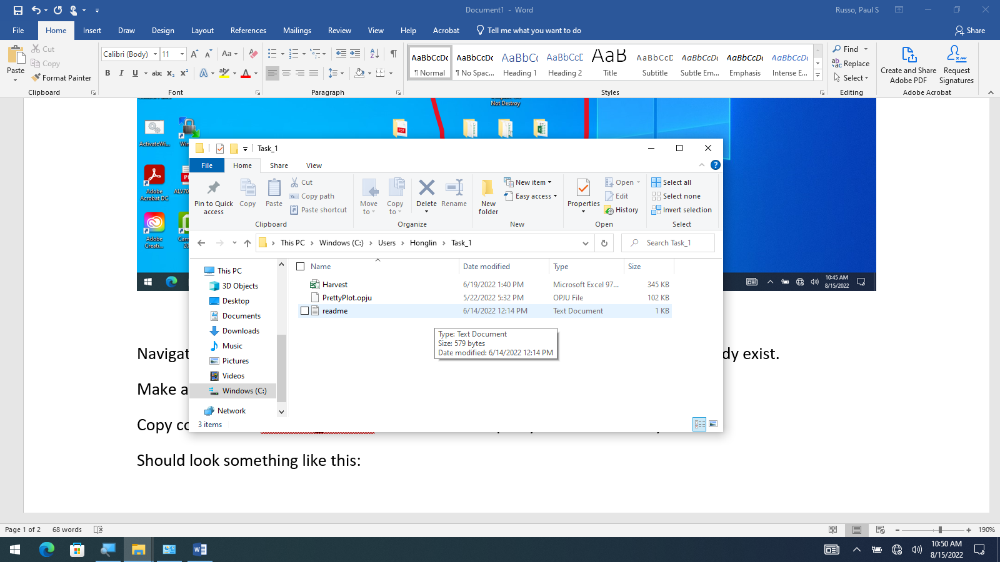 Document1 - Word
Russo, Paul S
File Home Insert Draw Design Layout References Mailings Review View Help Acrobat Tell me what you want to do Share
Paste
Cut
Copy
Format Painter
Clipboard
Calibri (Body) 11
Aa
B I U abc x₂ x²
A A
Font
Paragraph
AaBbCcDc AaBbCcDc AaBbCc AaBbCcD AaB AaBbCcD AaBbCcDc AaBbCcDc AaBbCcDc
¶ Normal ¶ No Spac... Heading 1 Heading 2 Title Subtitle Subtle Em... Emphasis Intense E...
Styles
Find
Replace
Select
Editing
Create and Share Adobe PDF
Request Signatures
Adobe Acrobat
Not Destroy
ActivateWi...
Adobe Acrobat DC
Adobe Creati...
10:45 AM
8/15/2022
Task_1
File Home Share View
Pin to Quick access
Copy
Paste
Cut
Copy path
Paste shortcut
Clipboard
Move to
Copy to
Delete
Rename
Organize
New folder
New item
Easy access
New
Properties
Open
Edit
History
Open
Select all
Select none
Invert selection
Select
This PC Windows (C:) Users Honglin Task_1
Search Task_1
This PC
3D Objects
Desktop
Documents
Downloads
Music
Pictures
Videos
Windows (C:)
Network
Name Date modified Type Size
Harvest 6/19/2022 1:40 PM Microsoft Excel 97... 345 KB
PrettyPlot.opju 5/22/2022 5:32 PM OPJU File 102 KB
readme 6/14/2022 12:14 PM Text Document 1 KB
Type: Text Document
Size: 579 bytes
Date modified: 6/14/2022 12:14 PM
3 items
Navigat dy exist.
Make a
Copy co
Should look something like this:
Page 1 of 2 68 words
190%
10:50 AM
8/15/2022